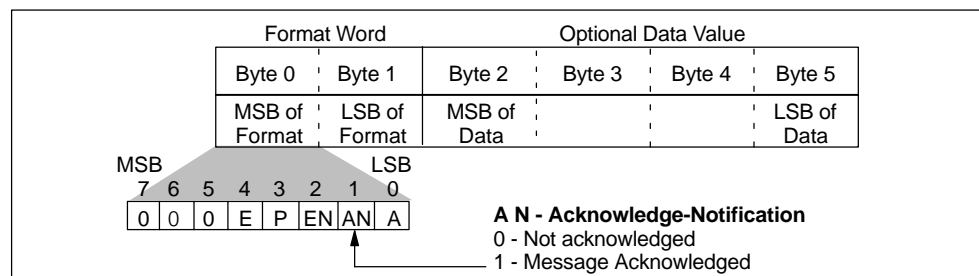 Format Word Optional Data Value
Byte 0 Byte 1 Byte 2 Byte 3 Byte 4 Byte 5
MSB of Format LSB of Format MSB of Data LSB of Data
MSB LSB
7 6 5 4 3 2 1 0
0 0 0 E P EN AN A
A N - Acknowledge-Notification
0 - Not acknowledged
1 - Message Acknowledged